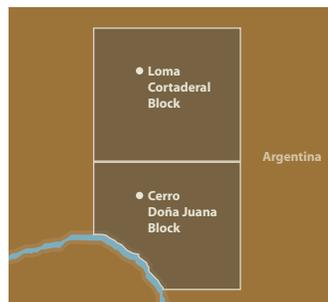 Loma
Cortaderal
Block
Argentina
Cerro
Doña Juana
Block